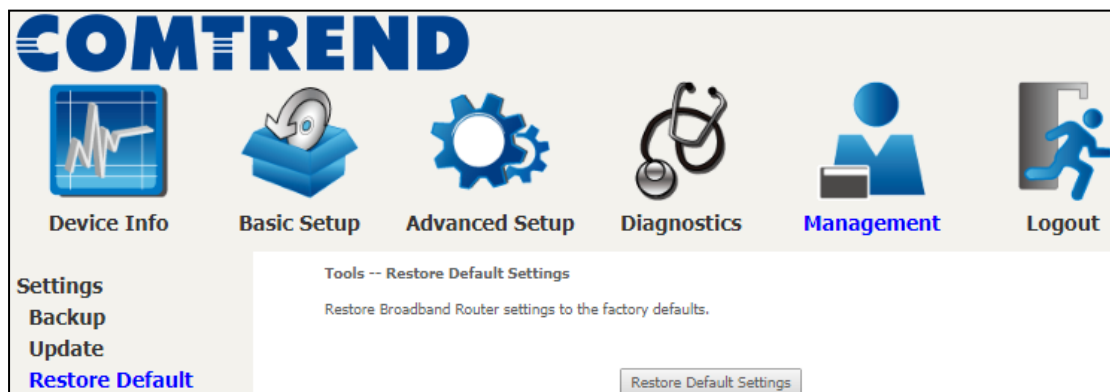 COMTREND
Device Info Basic Setup Advanced Setup Diagnostics Management Logout
Settings
Backup
Update
Restore Default
Tools -- Restore Default Settings
Restore Broadband Router settings to the factory defaults.
Restore Default Settings